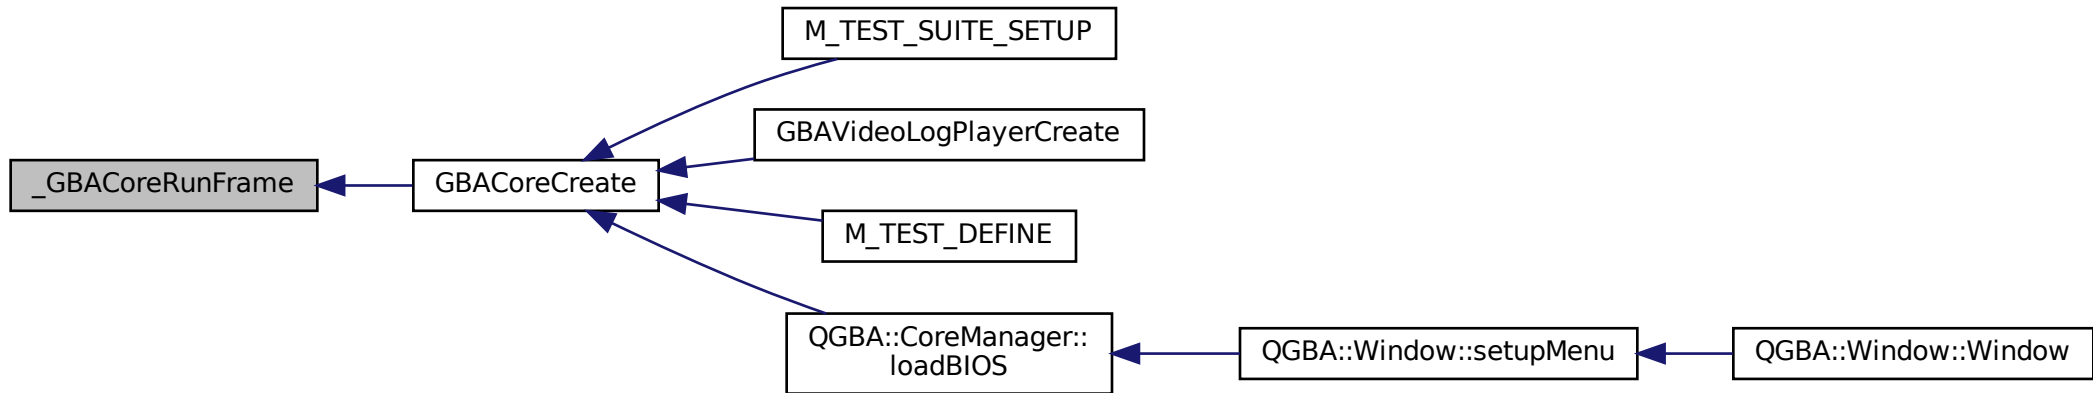 M_TEST_SUITE_SETUP
GBAVideoLogPlayerCreate
_GBACoreRunFrame
GBACoreCreate
M_TEST_DEFINE
QGBA::CoreManager::
loadBIOS
QGBA::Window::setupMenu
QGBA::Window::Window